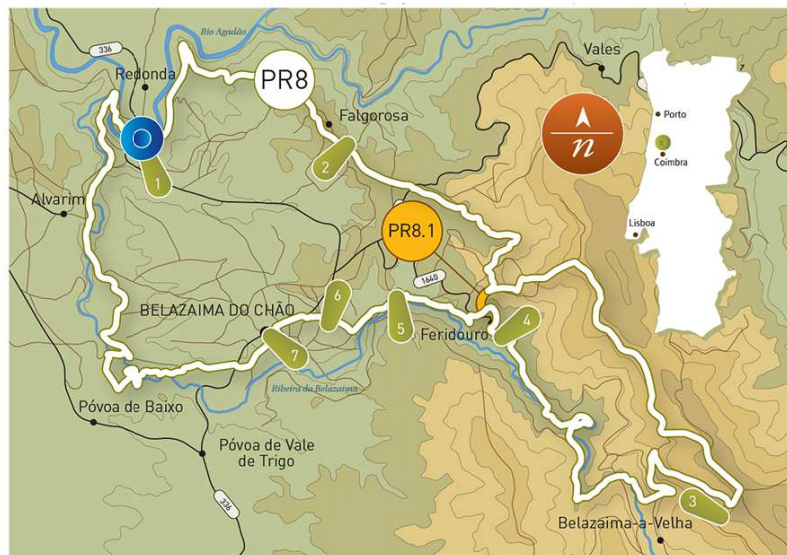 336
Rio Agadão
Redonda
PR8
Falgorosa
Vales
7
Porto
Coimbra
Lisboa
n
1
2
Alvarim
PR8.1
1640
BELAZAIMA DO CHÃO
6
5
4
Feridouro
7
Ribeira da Belazaima
Póvoa de Baixo
Póvoa de Vale
de Trigo
336
3
Belazaima-a-Velha